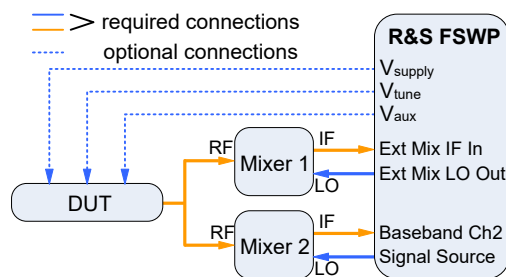 required connections
optional connections
R&S FSWP
Vsupply
Vtune
Vaux
RF
Mixer 1
IF
LO
Ext Mix IF In
Ext Mix LO Out
DUT
RF
Mixer 2
IF
LO
Baseband Ch2
Signal Source